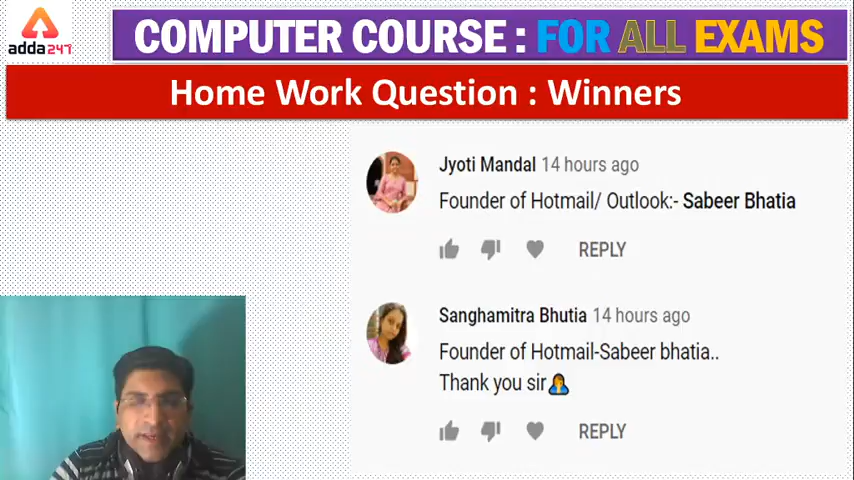 adda247
COMPUTER COURSE : FOR ALL EXAMS
Home Work Question : Winners
Jyoti Mandal 14 hours ago
Founder of Hotmail/ Outlook:- Sabeer Bhatia
REPLY
Sanghamitra Bhutia 14 hours ago
Founder of Hotmail-Sabeer bhatia..
Thank you sir
REPLY